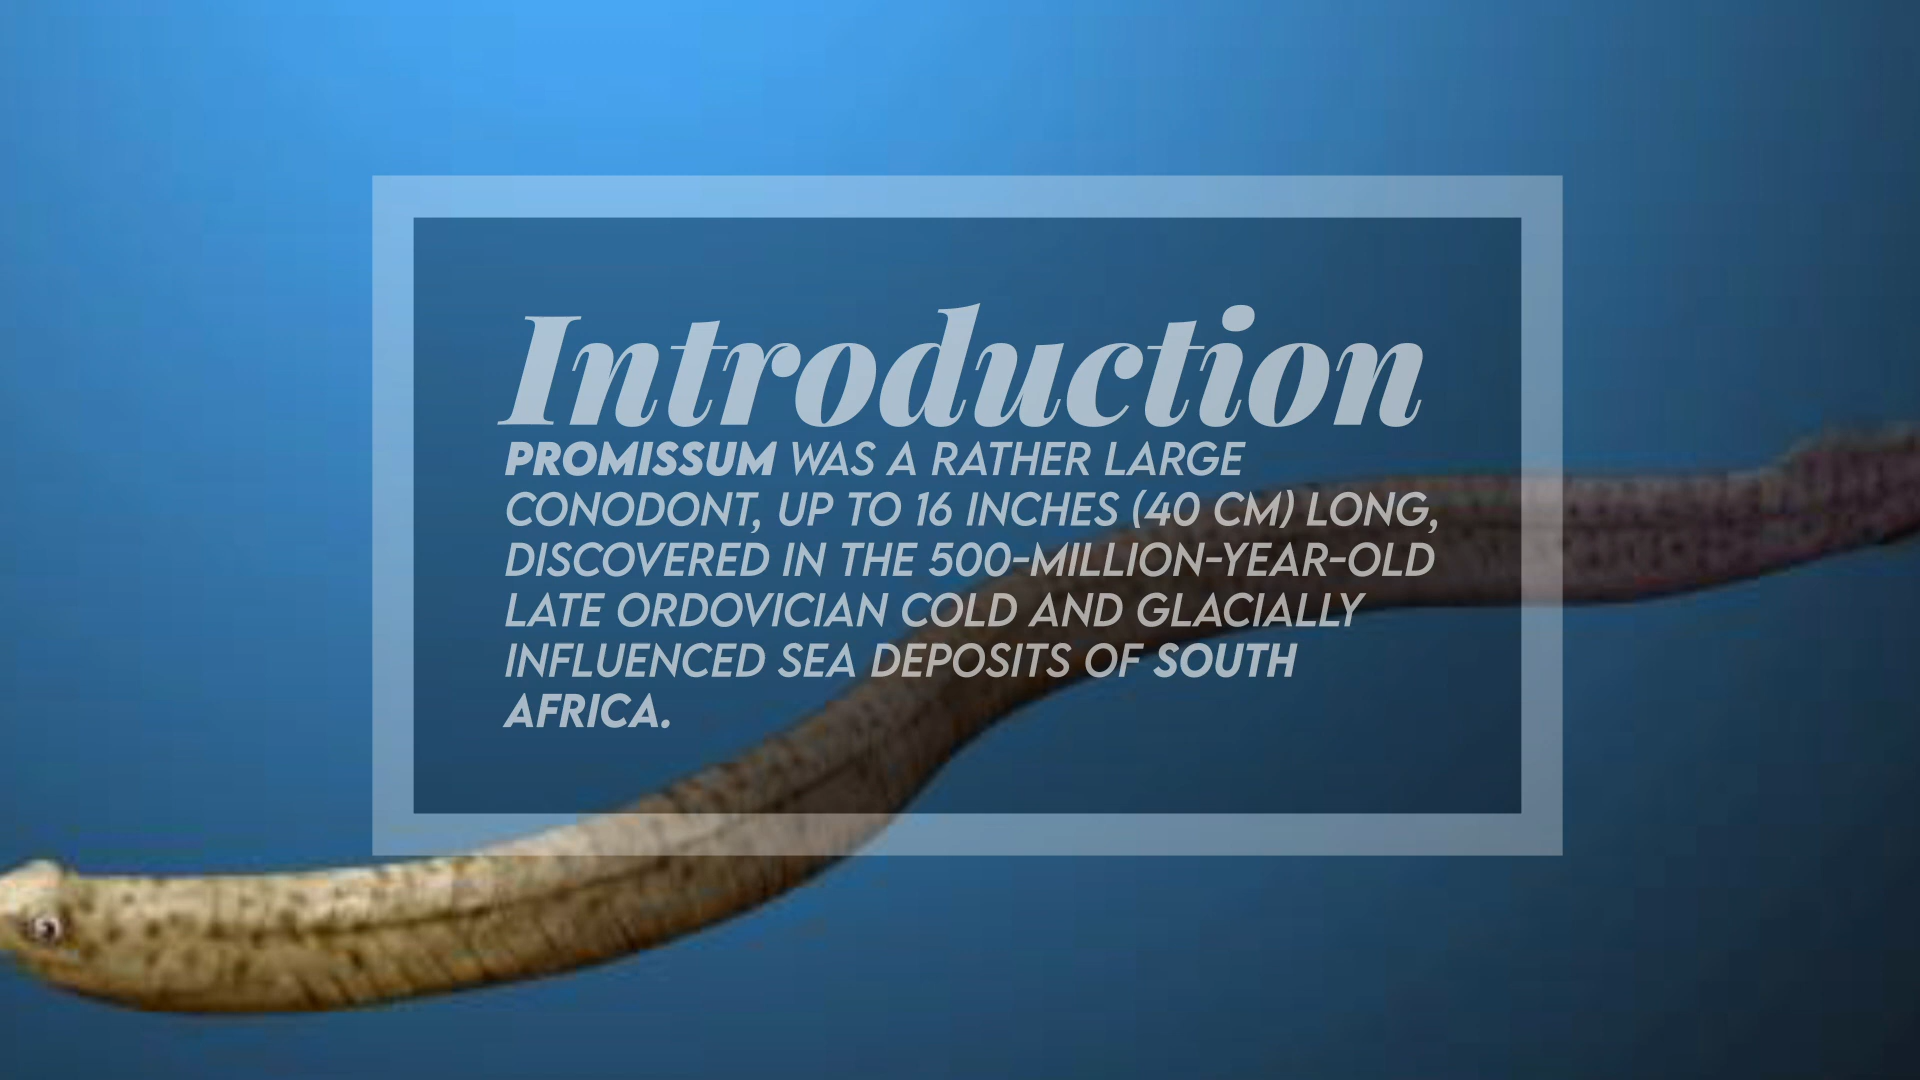 Introduction
PROMISSUM WAS A RATHER LARGE
CONODONT, UP TO 16 INCHES (40 CM) LONG,
DISCOVERED IN THE 500-MILLION-YEAR-OLD
LATE ORDOVICIAN COLD AND GLACIALLY
INFLUENCED SEA DEPOSITS OF SOUTH
AFRICA.